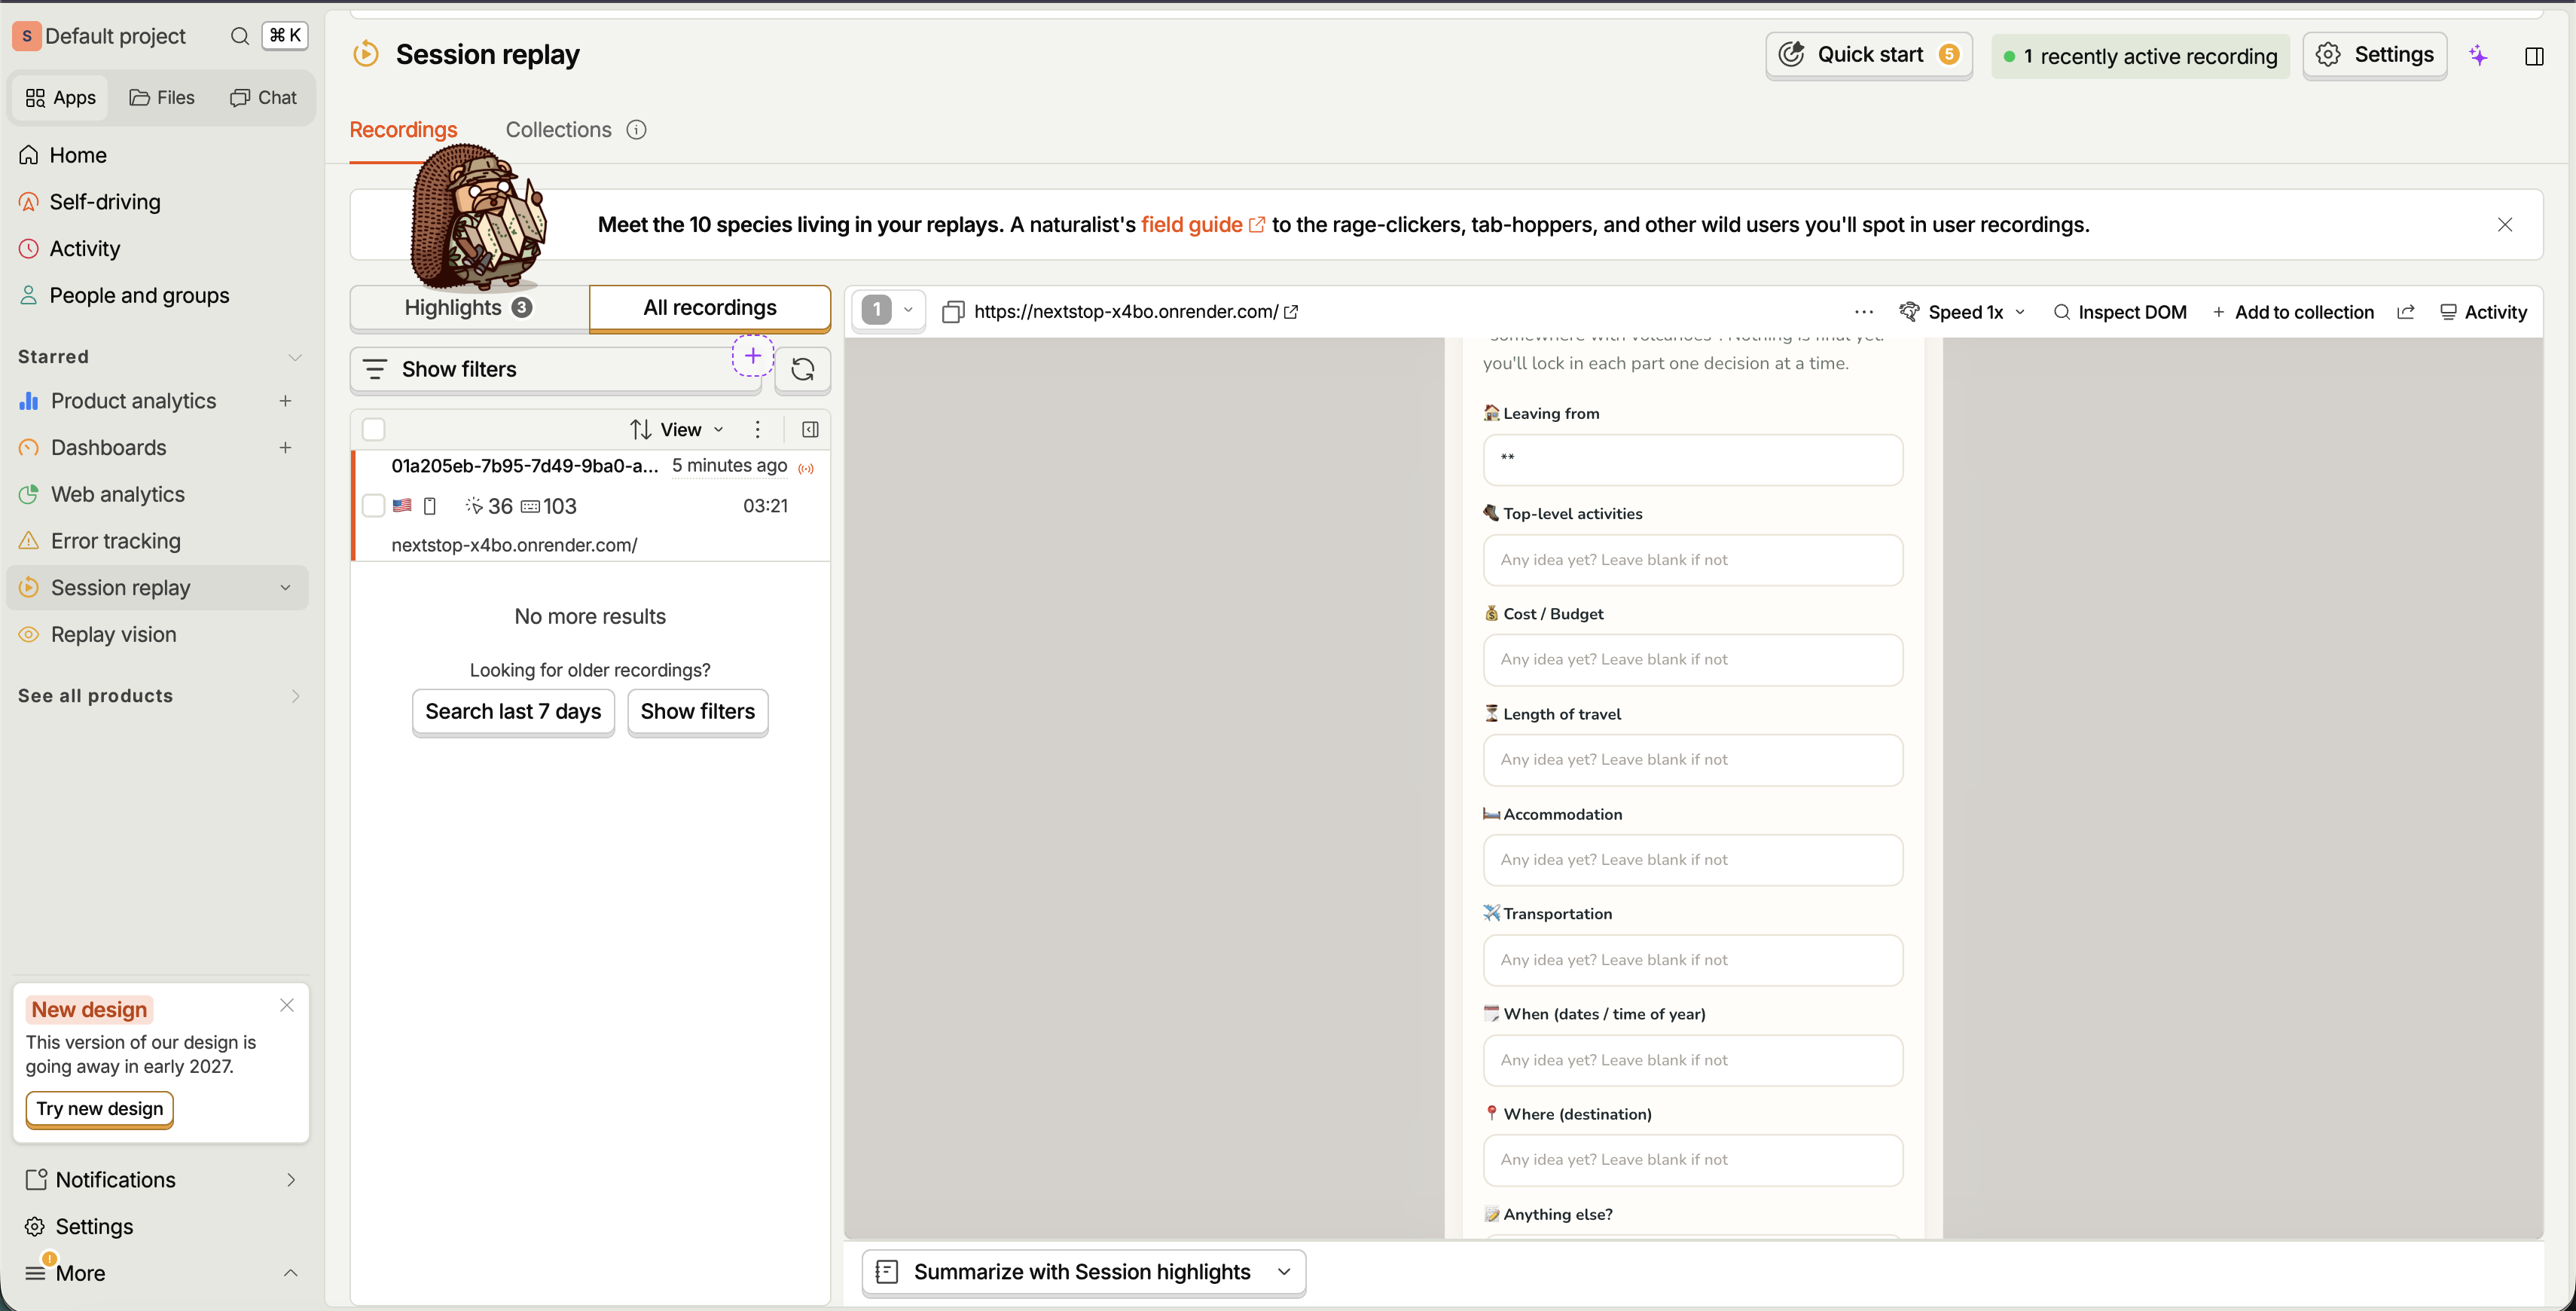 S Default project ⌘ K
Apps Files Chat
Home
Self-driving
Activity
People and groups
Starred
Product analytics
Dashboards
Web analytics
Error tracking
Session replay
Replay vision
See all products
New design
This version of our design is
going away in early 2027.
Try new design
Notifications
Settings
More
Session replay
Quick start 5
1 recently active recording
Settings
Recordings Collections
Meet the 10 species living in your replays. A naturalist's field guide to the rage-clickers, tab-hoppers, and other wild users you'll spot in user recordings.
Highlights 3 All recordings
Show filters
View
01a205eb-7b95-7d49-9ba0-a... 5 minutes ago
36 103 03:21
nextstop-x4bo.onrender.com/
No more results
Looking for older recordings?
Search last 7 days Show filters
1 https://nextstop-x4bo.onrender.com/ Speed 1x Inspect DOM + Add to collection Activity
"somewhere with volcanoes". Nothing is final yet.
you'll lock in each part one decision at a time.
Leaving from
**
Top-level activities
Any idea yet? Leave blank if not
Cost / Budget
Any idea yet? Leave blank if not
Length of travel
Any idea yet? Leave blank if not
Accommodation
Any idea yet? Leave blank if not
Transportation
Any idea yet? Leave blank if not
When (dates / time of year)
Any idea yet? Leave blank if not
Where (destination)
Any idea yet? Leave blank if not
Anything else?
Summarize with Session highlights